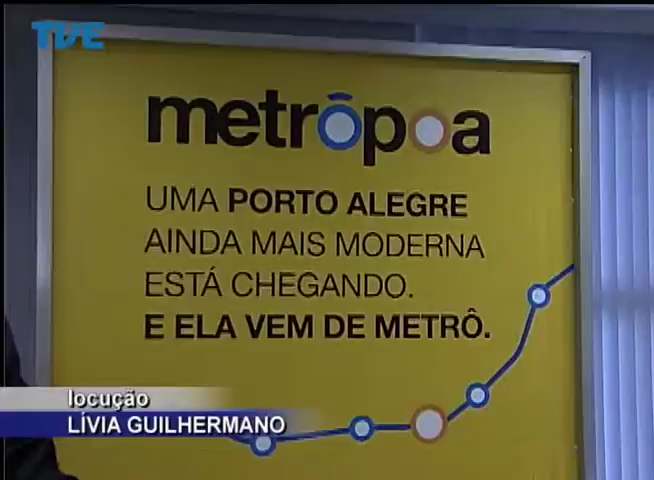 TVE
metrôpoa
UMA PORTO ALEGRE
AINDA MAIS MODERNA
ESTÁ CHEGANDO.
E ELA VEM DE METRÔ.
locução
LÍVIA GUILHERMANO